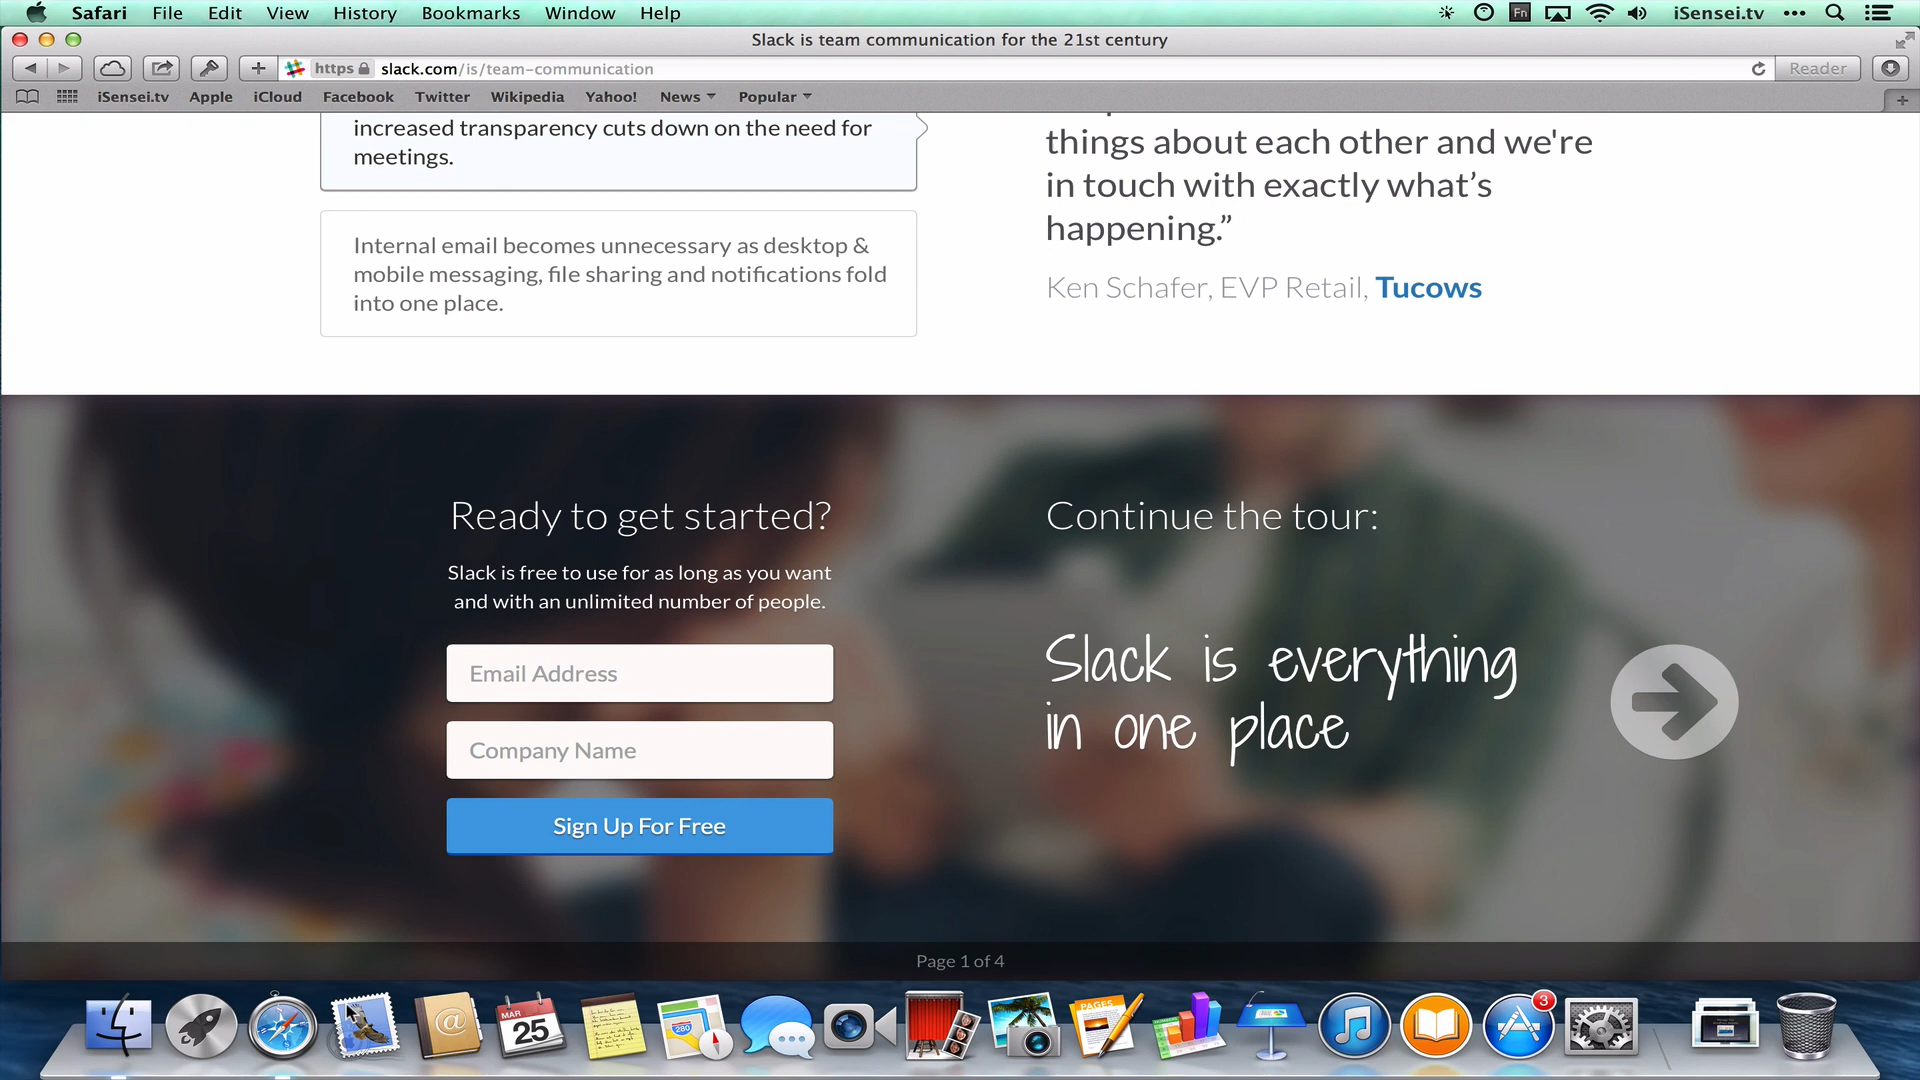 Safari File Edit View History Bookmarks Window Help Fn iSensei.tv
Slack is team communication for the 21st century
https slack.com/is/team-communication Reader
iSensei.tv Apple iCloud Facebook Twitter Wikipedia Yahoo! News Popular
increased transparency cuts down on the need for
meetings.
Internal email becomes unnecessary as desktop &
mobile messaging, file sharing and notifications fold
into one place.
things about each other and we're
in touch with exactly what’s
happening.”
Ken Schafer, EVP Retail, Tucows
Ready to get started?
Slack is free to use for as long as you want
and with an unlimited number of people.
Email Address
Company Name
Sign Up For Free
Continue the tour:
Slack is everything
in one place
Page 1 of 4
MAR
25
280
PAGES
3